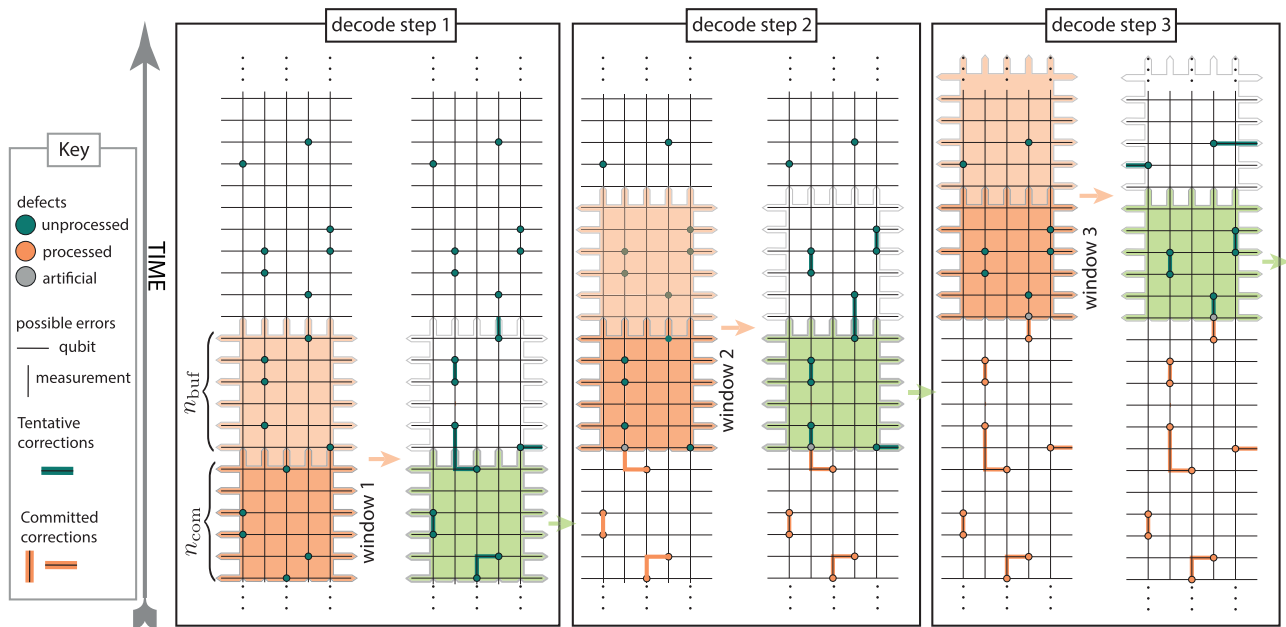 decode step 1
decode step 2
decode step 3
Key
defects
unprocessed
processed
artificial
possible errors
qubit
measurement
Tentative
corrections
Committed
corrections
TIME
n_buf
n_com
window 1
window 2
window 3